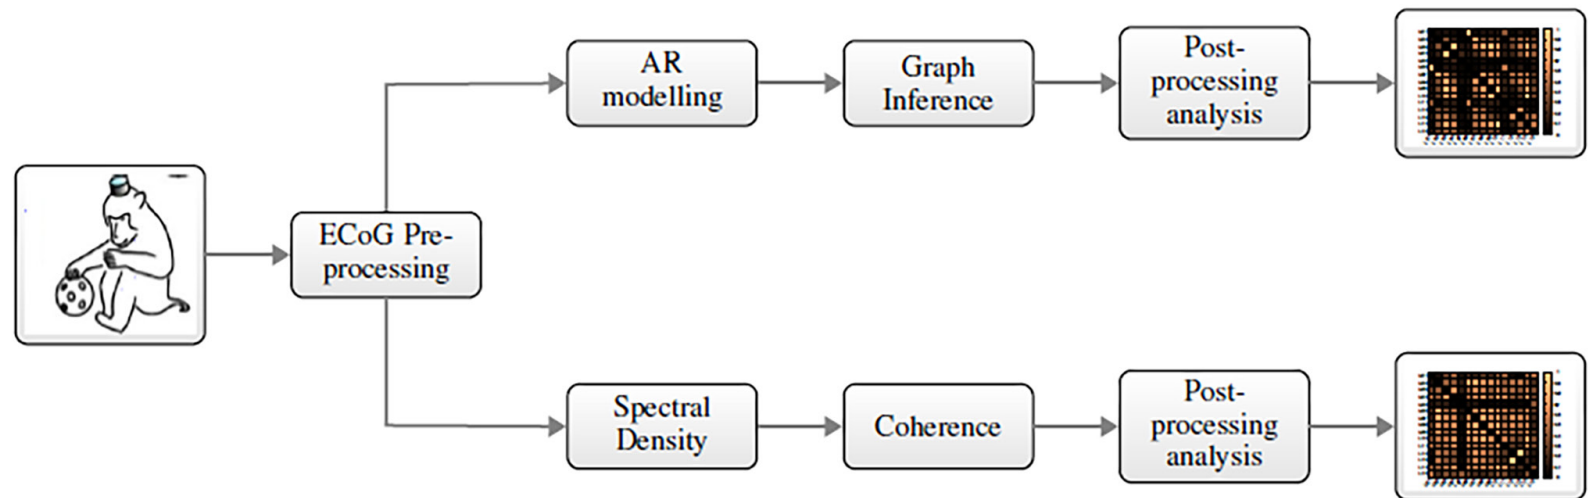 AR
modelling
Graph
Inference
Post-
processing
analysis
ECoG Pre-
processing
Spectral
Density
Coherence
Post-
processing
analysis